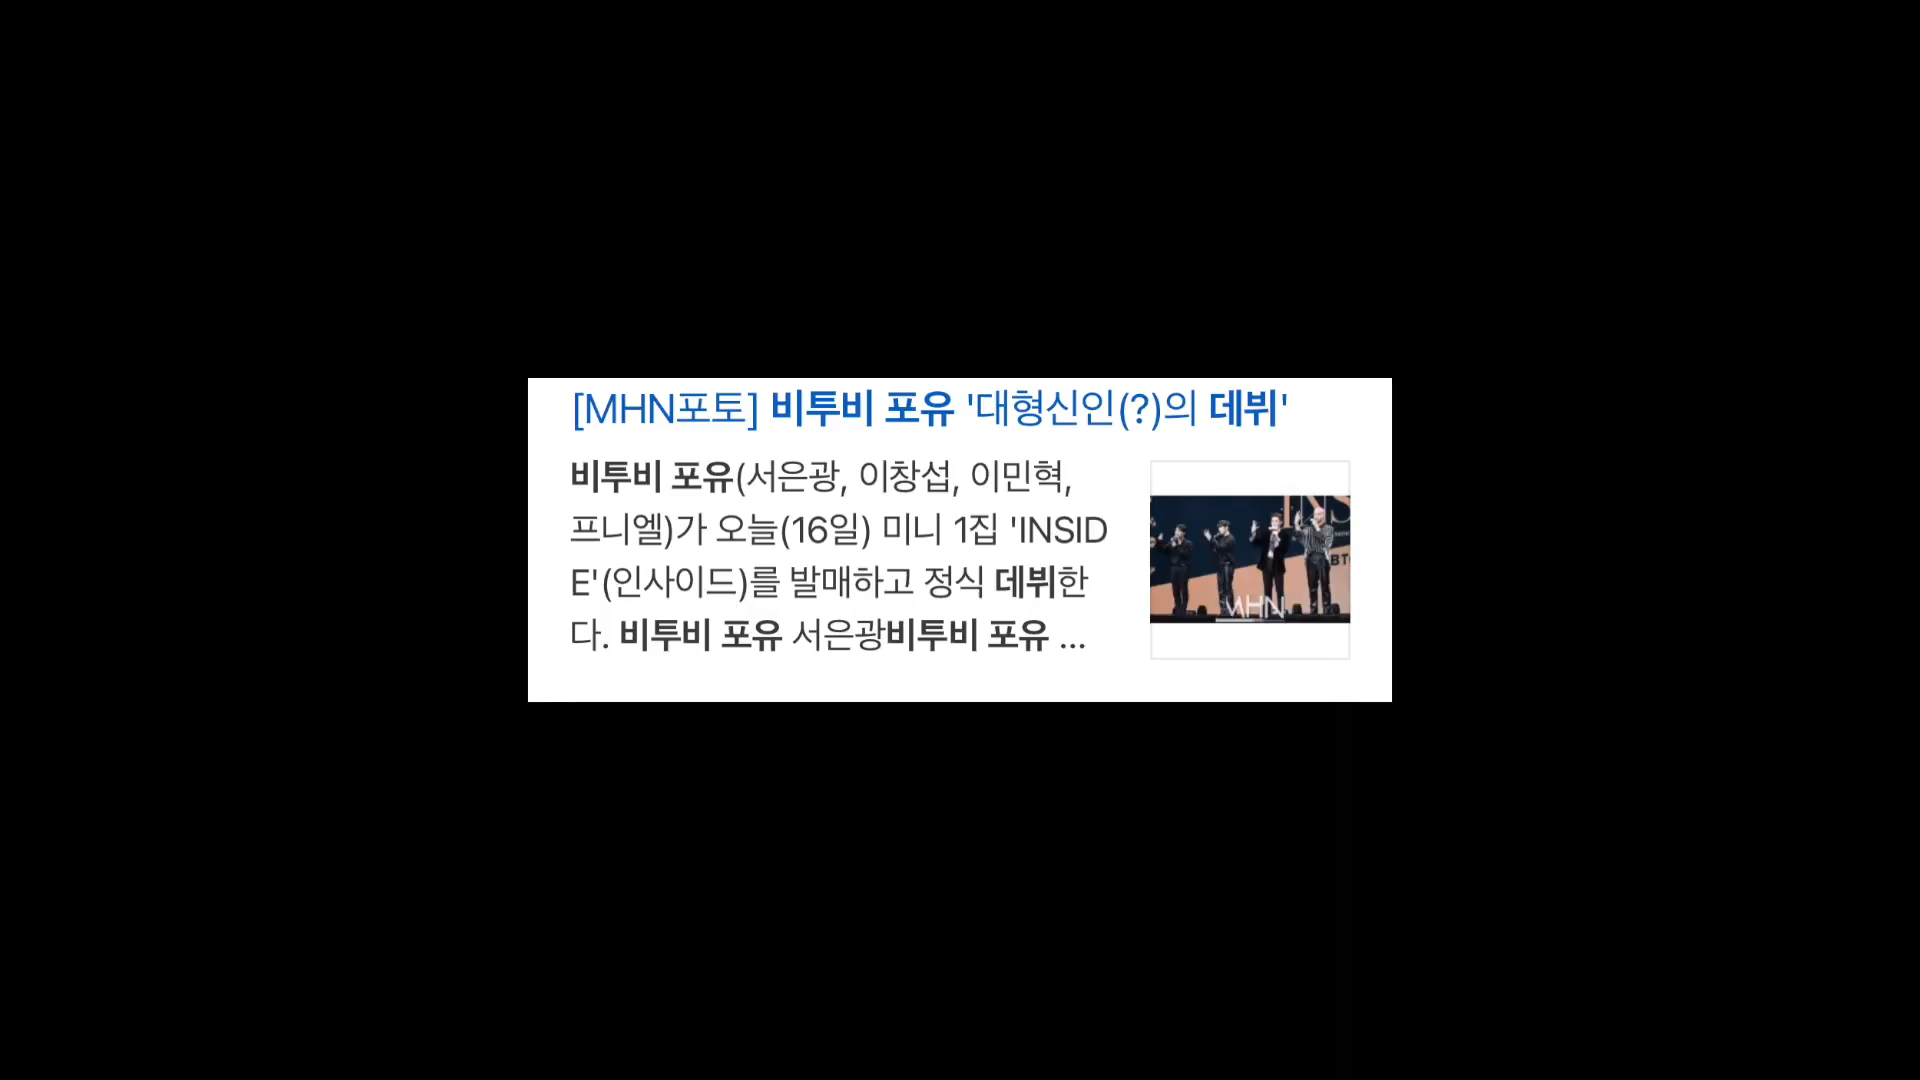 [MHN포토] 비투비 포유 '대형신인(?)의 데뷔'
비투비 포유(서은광, 이창섭, 이민혁,
프니엘)가 오늘(16일) 미니 1집 'INSID
E'(인사이드)를 발매하고 정식 데뷔한
다. 비투비 포유 서은광비투비 포유 ...
BT
MHN